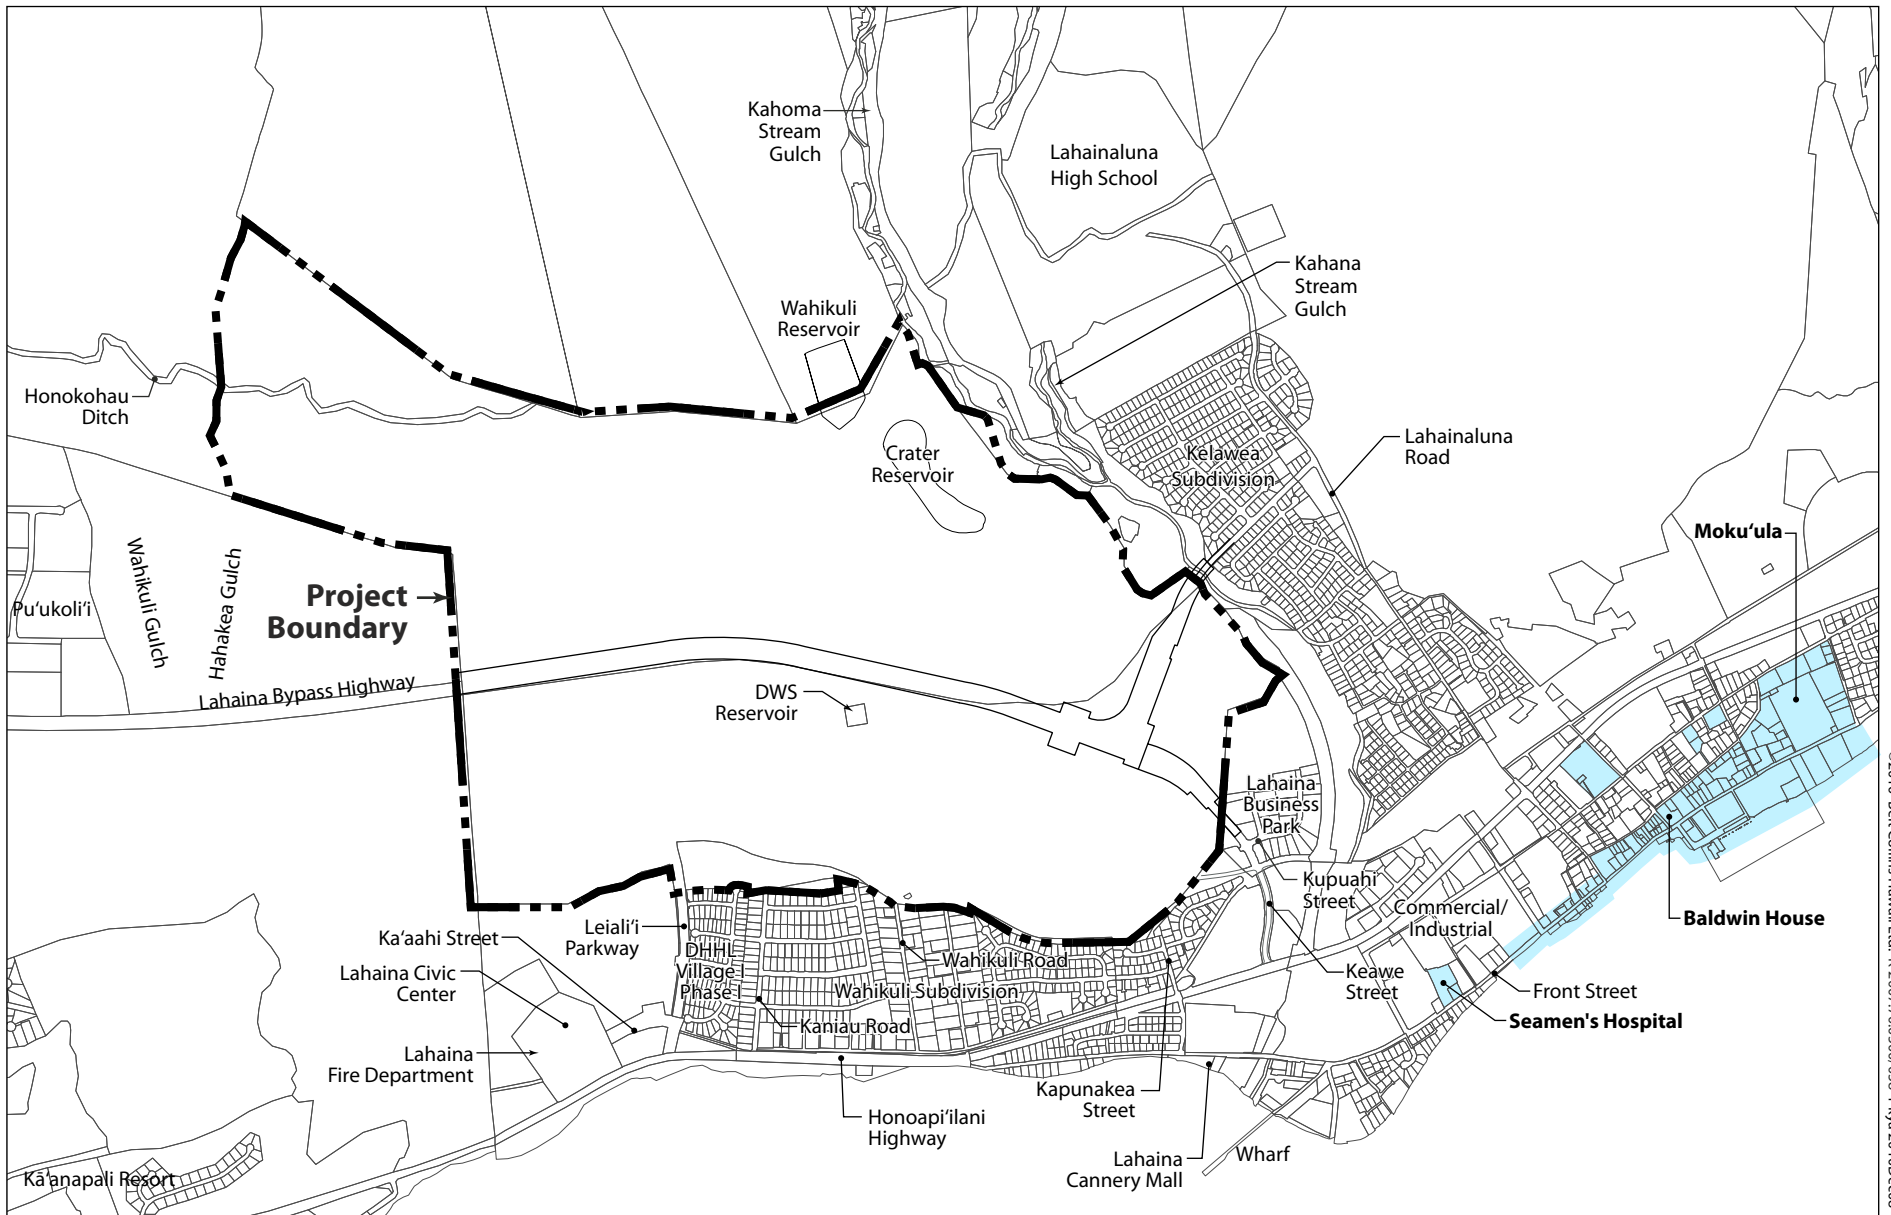 Kahoma
Stream
Gulch
Lahainaluna
High School
Kahana
Stream
Gulch
Wahikuli
Reservoir
Honokohau
Ditch
Crater
Reservoir
Kelawea
Subdivision
Lahainaluna
Road
Moku‘ula
Pu‘ukoli‘i
Wahikuli Gulch
Hahakea Gulch
Project
Boundary
Lahaina Bypass Highway
DWS
Reservoir
Lahaina
Business
Park
Kupuahi
Street
Commercial/
Industrial
Baldwin House
Leiali‘i
Parkway
Ka‘aahi Street
Lahaina Civic
Center
DHHL
Village I
Phase I
Wahikuli Road
Wahikuli Subdivision
Kaniau Road
Keawe
Street
Front Street
Seamen's Hospital
Lahaina
Fire Department
Kapunakea
Street
Honoapi‘ilani
Highway
Lahaina
Cannery Mall
Wharf
Kā‘anapali Resort